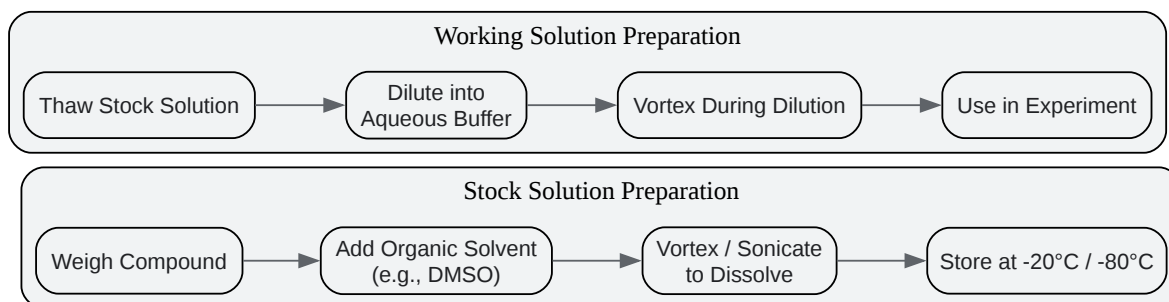 Working Solution Preparation
Thaw Stock Solution
Dilute into
Aqueous Buffer
Vortex During Dilution
Use in Experiment
Stock Solution Preparation
Weigh Compound
Add Organic Solvent
(e.g., DMSO)
Vortex / Sonicate
to Dissolve
Store at -20°C / -80°C